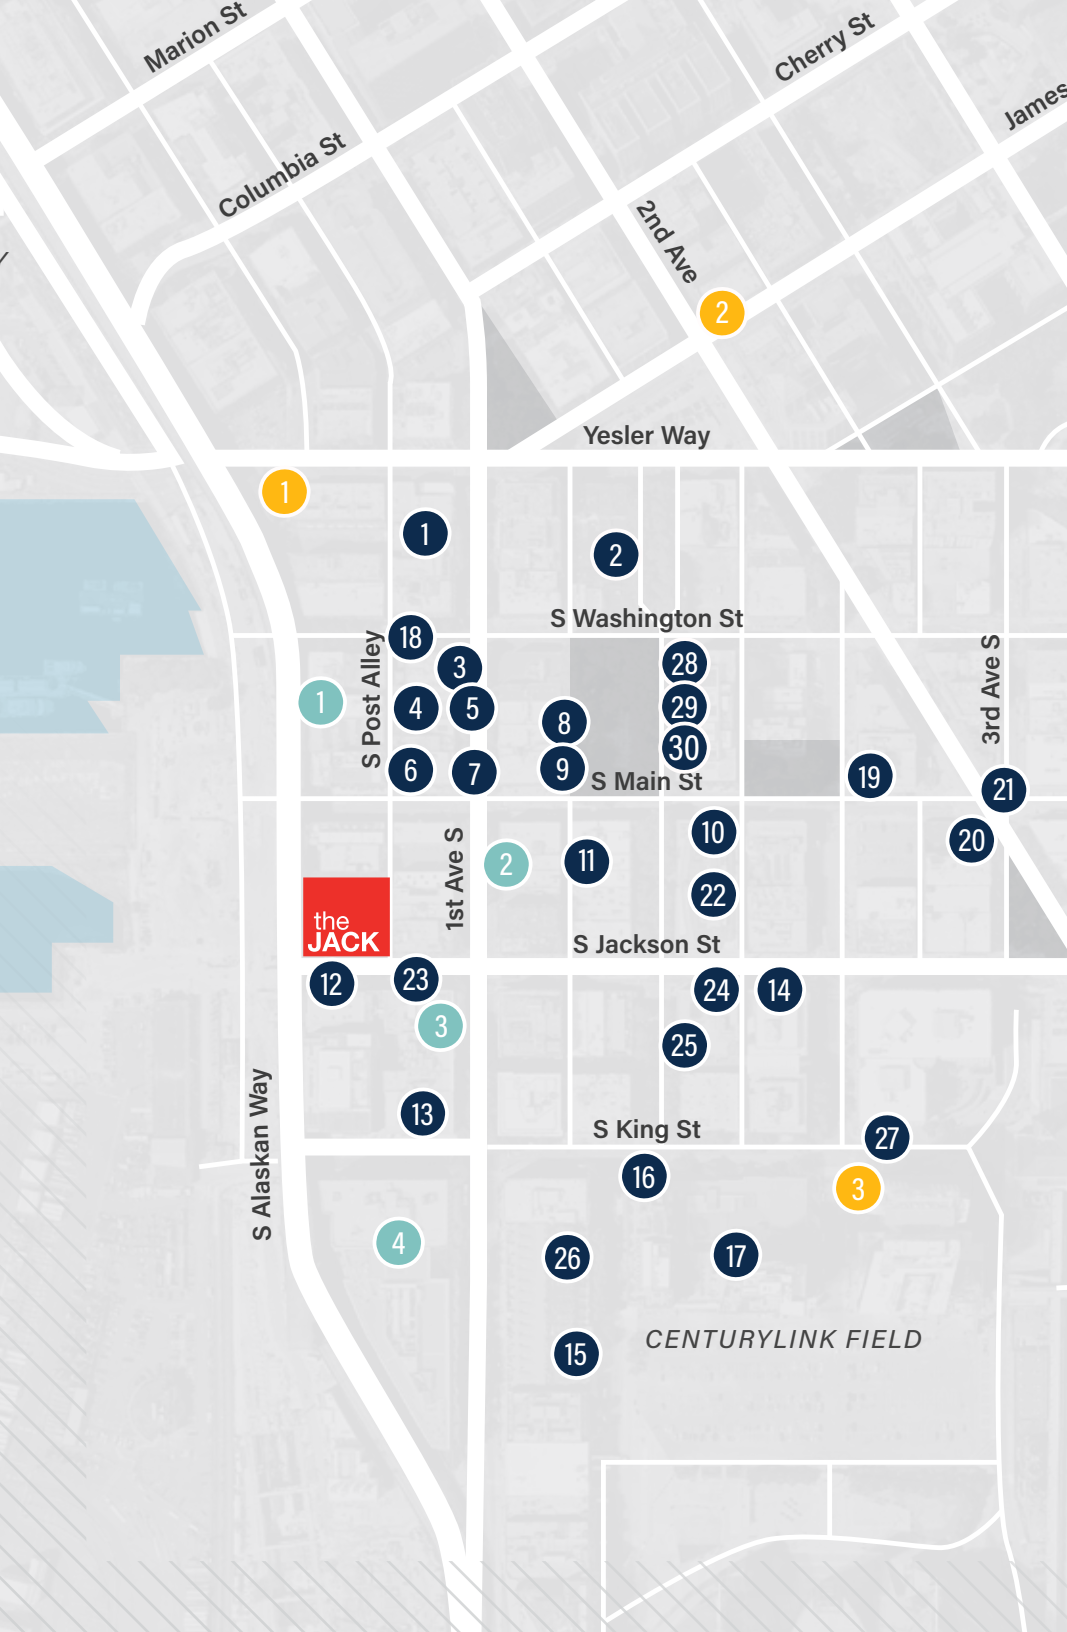 Marion St
Cherry St
James
Columbia St
2nd Ave
2
Yesler Way
1
1
2
S Washington St
18
S Post Alley
3
28
3rd Ave S
1
4
5
29
8
30
6
7
9
S Main St
19
21
10
20
1st Ave S
2
11
22
the
JACK
S Jackson St
12
23
24
14
3
25
13
S King St
27
S Alaskan Way
16
3
4
26
17
CENTURYLINK FIELD
15